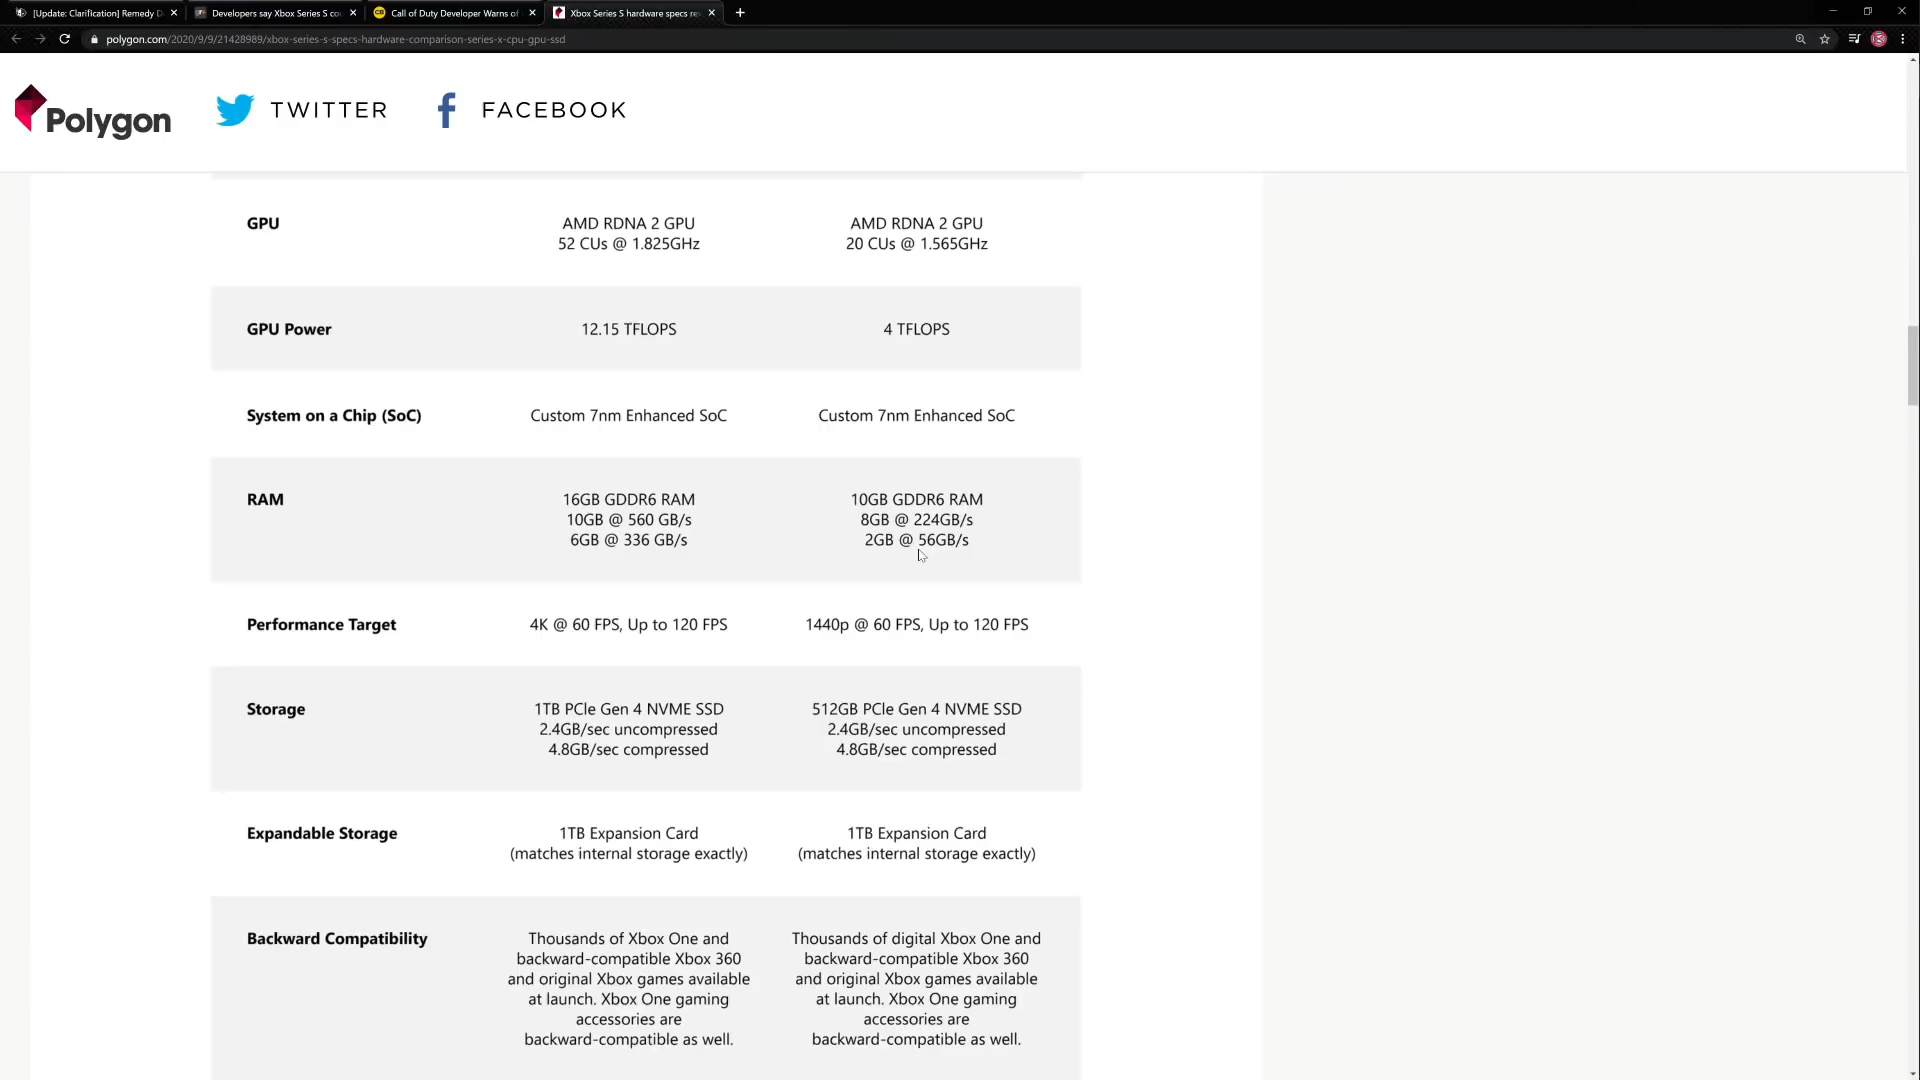 [Update: Clarification] Remedy D
Developers say Xbox Series S co
Call of Duty Developer Warns of
Xbox Series S hardware specs re
polygon.com/2020/9/9/21428989/xbox-series-s-specs-hardware-comparison-series-x-cpu-gpu-ssd
Polygon
TWITTER
FACEBOOK
GPU
AMD RDNA 2 GPU
52 CUs @ 1.825GHz
AMD RDNA 2 GPU
20 CUs @ 1.565GHz
GPU Power
12.15 TFLOPS
4 TFLOPS
System on a Chip (SoC)
Custom 7nm Enhanced SoC
Custom 7nm Enhanced SoC
RAM
16GB GDDR6 RAM
10GB @ 560 GB/s
6GB @ 336 GB/s
10GB GDDR6 RAM
8GB @ 224GB/s
2GB @ 56GB/s
Performance Target
4K @ 60 FPS, Up to 120 FPS
1440p @ 60 FPS, Up to 120 FPS
Storage
1TB PCIe Gen 4 NVME SSD
2.4GB/sec uncompressed
4.8GB/sec compressed
512GB PCIe Gen 4 NVME SSD
2.4GB/sec uncompressed
4.8GB/sec compressed
Expandable Storage
1TB Expansion Card
(matches internal storage exactly)
1TB Expansion Card
(matches internal storage exactly)
Backward Compatibility
Thousands of Xbox One and
backward-compatible Xbox 360
and original Xbox games available
at launch. Xbox One gaming
accessories are
backward-compatible as well.
Thousands of digital Xbox One and
backward-compatible Xbox 360
and original Xbox games available
at launch. Xbox One gaming
accessories are
backward-compatible as well.